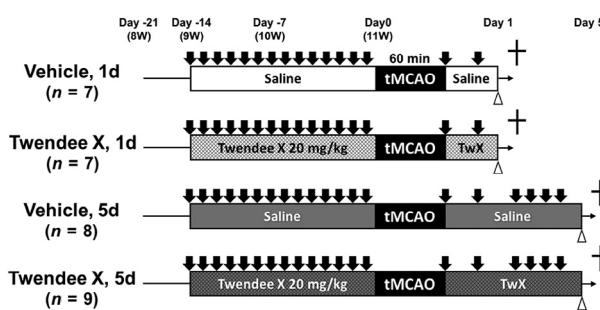 Day -21 Day -14 Day -7 Day0 Day 1 Day 5
(8W) (9W) (10W) (11W)
60 min
Vehicle, 1d
(n = 7)
Saline tMCAO Saline
Twendee X, 1d
(n = 7)
Twendee X 20 mg/kg tMCAO TwX
Vehicle, 5d
(n = 8)
Saline tMCAO Saline
Twendee X, 5d
(n = 9)
Twendee X 20 mg/kg tMCAO TwX